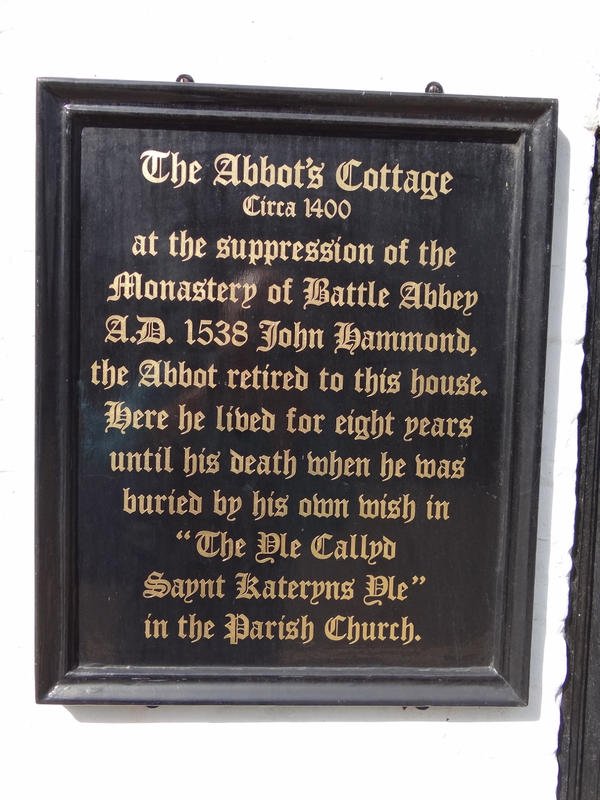 The Abbot's Cottage
Circa 1400
at the suppression of the
Monastery of Battle Abbey
A.D. 1538 John Hammond,
the Abbot retired to this house.
Here he lived for eight years
until his death when he was
buried by his own wish in
“The Yle Callyd
Saynt Kateryns Yle”
in the Parish Church.